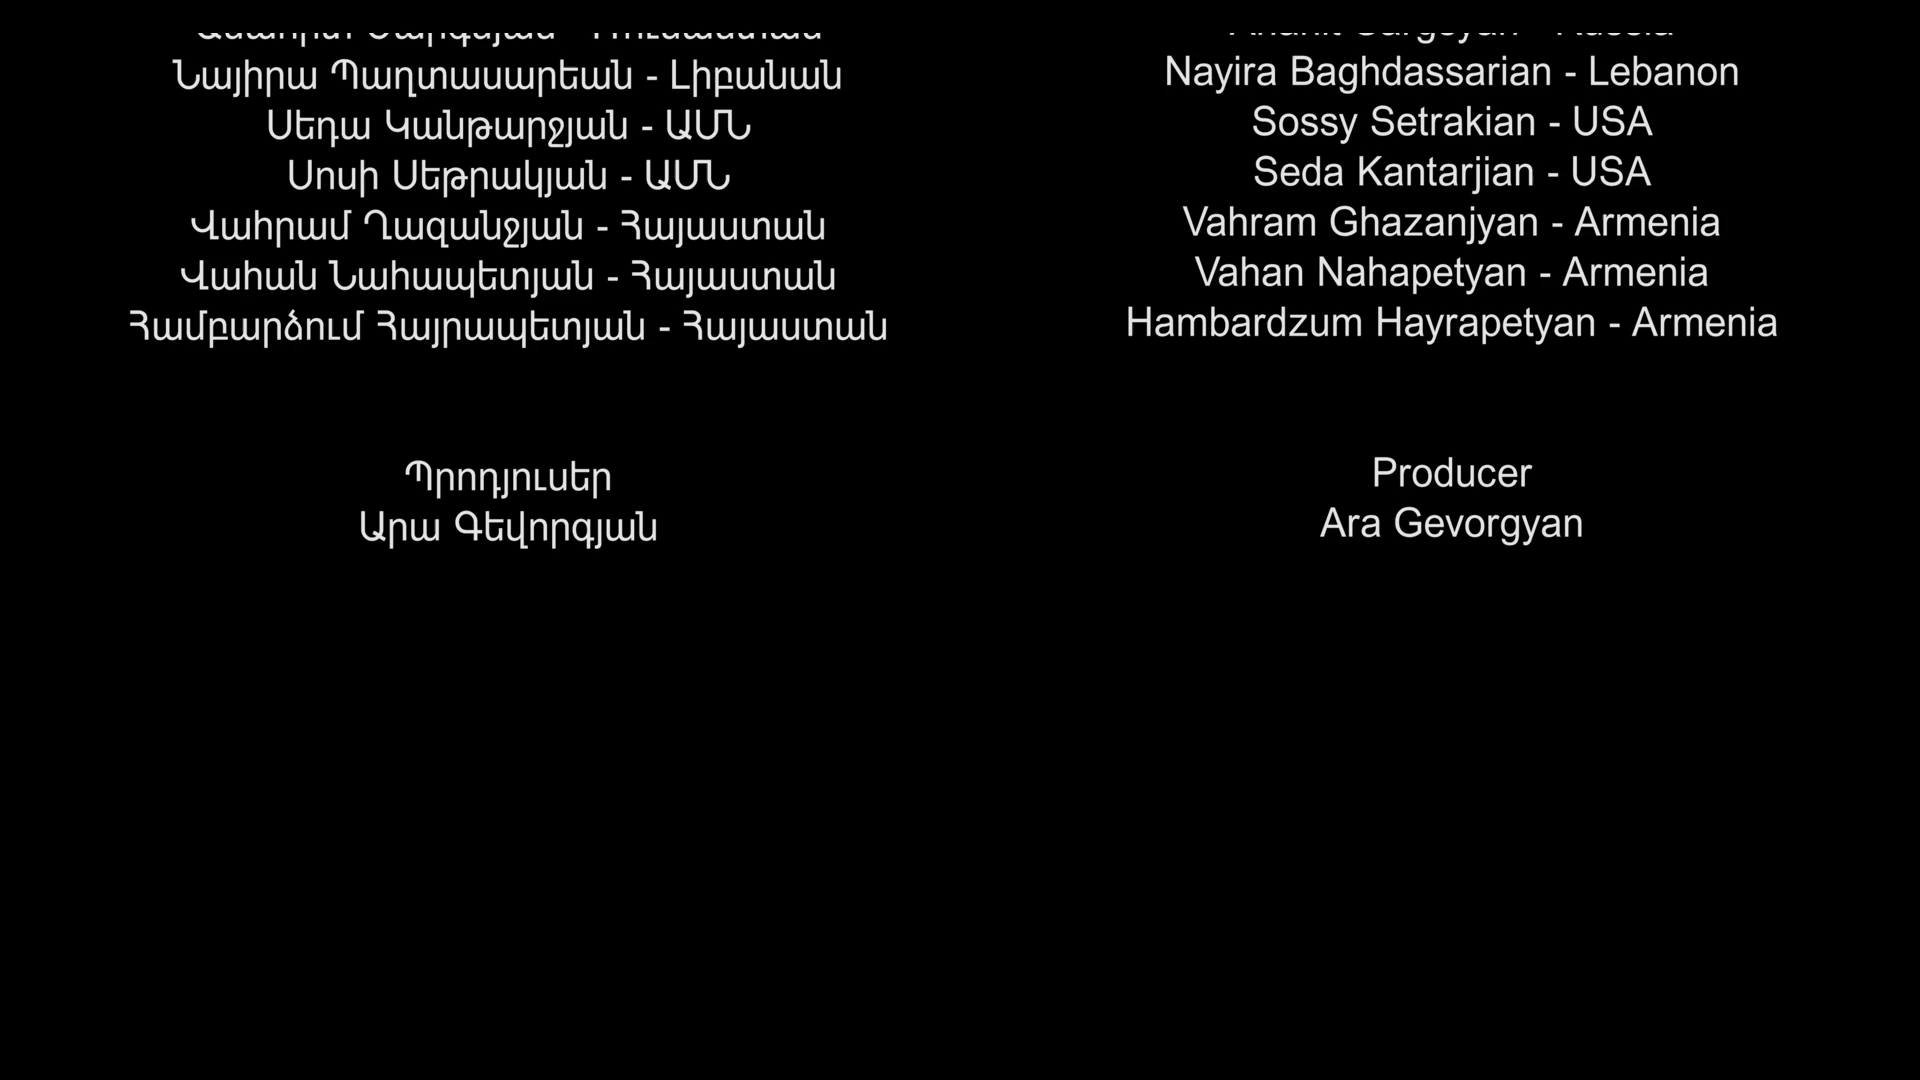 Նայիրա Պաղտասարեան - Լիբանան
Սեդա Կանթարջյան - ԱՄՆ
Սոսի Սեթրակյան - ԱՄՆ
Վահրամ Ղազանջյան - Հայաստան
Վահան Նահապետյան - Հայաստան
Համբարձում Հայրապետյան - Հայաստան
Պրոդյուսեր
Արա Գեվորգյան
Nayira Baghdassarian - Lebanon
Sossy Setrakian - USA
Seda Kantarjian - USA
Vahram Ghazanjyan - Armenia
Vahan Nahapetyan - Armenia
Hambardzum Hayrapetyan - Armenia
Producer
Ara Gevorgyan